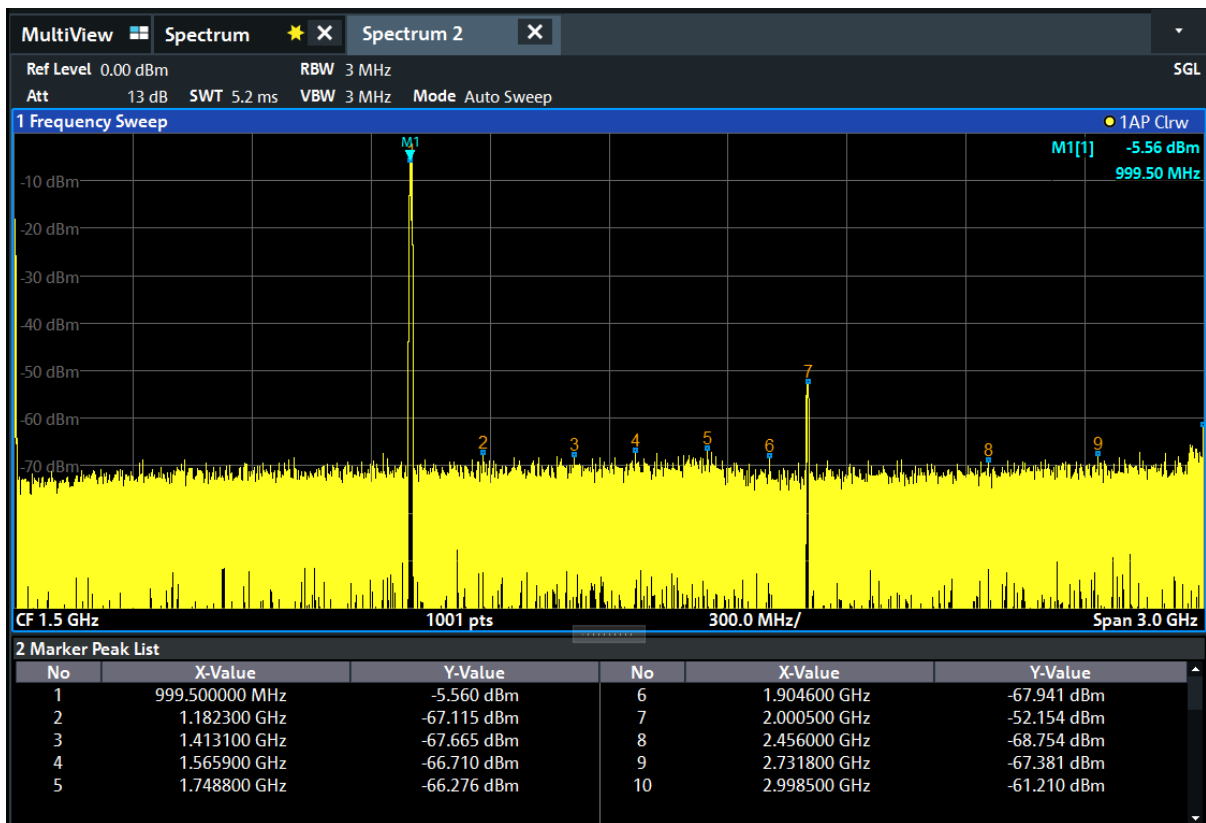 MultiView Spectrum Spectrum 2
Ref Level 0.00 dBm RBW 3 MHz SGL
Att 13 dB SWT 5.2 ms VBW 3 MHz Mode Auto Sweep
1 Frequency Sweep 1AP Clrw
M1 M1[1] -5.56 dBm
999.50 MHz
-10 dBm
-20 dBm
-30 dBm
-40 dBm
-50 dBm
7
-60 dBm
2 3 4 5 6 8 9
-70 dBm
CF 1.5 GHz 1001 pts 300.0 MHz/ Span 3.0 GHz
2 Marker Peak List
No X-Value Y-Value No X-Value Y-Value
1 999.500000 MHz -5.560 dBm 6 1.904600 GHz -67.941 dBm
2 1.182300 GHz -67.115 dBm 7 2.000500 GHz -52.154 dBm
3 1.413100 GHz -67.665 dBm 8 2.456000 GHz -68.754 dBm
4 1.565900 GHz -66.710 dBm 9 2.731800 GHz -67.381 dBm
5 1.748800 GHz -66.276 dBm 10 2.998500 GHz -61.210 dBm